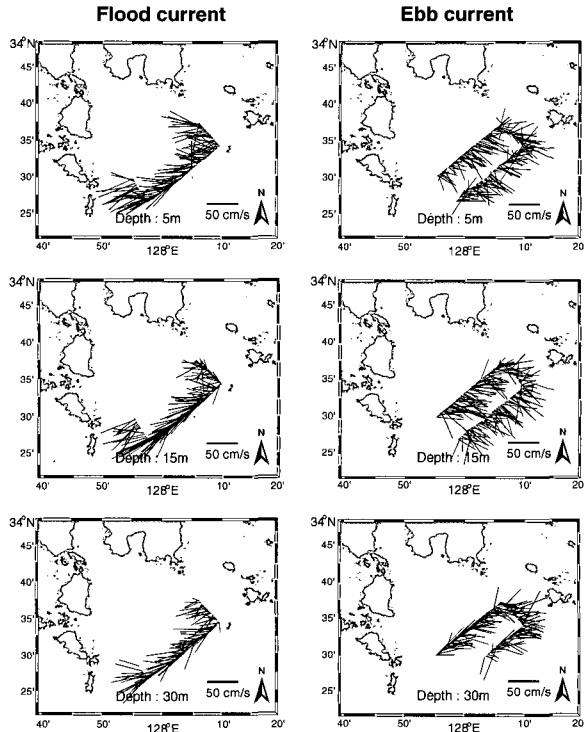 Flood current
Ebb current
34°N
45'
40'
35'
30'
25'
40'
50'
128°E
10'
20'
Depth : 5m
50 cm/s
N
34°N
45'
40'
35'
30'
25'
40'
50'
128°E
10'
20'
Depth : 5m
50 cm/s
N
34°N
45'
40'
35'
30'
25'
40'
50'
128°E
10'
20'
Depth : 15m
50 cm/s
N
34°N
45'
40'
35'
30'
25'
40'
50'
128°E
10'
20
Depth : 15m
50 cm/s
N
34°N
45'
40'
35'
30'
25'
40'
50'
128°E
10'
20'
Depth : 30m
50 cm/s
N
34°N
45'
40'
35'
30'
25'
40'
50'
128°E
10'
20'
Depth : 30m
50 cm/s
N